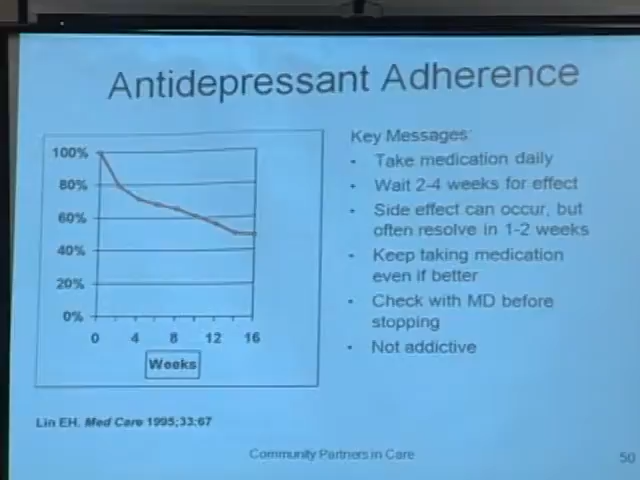 Antidepressant Adherence
100%
80%
60%
40%
20%
0%
0 4 8 12 16
Weeks
Key Messages:
• Take medication daily
• Wait 2-4 weeks for effect
• Side effect can occur, but
often resolve in 1-2 weeks
• Keep taking medication
even if better
• Check with MD before
stopping
• Not addictive
Lin EH. Med Care 1995;33:67
Community Partners in Care
50